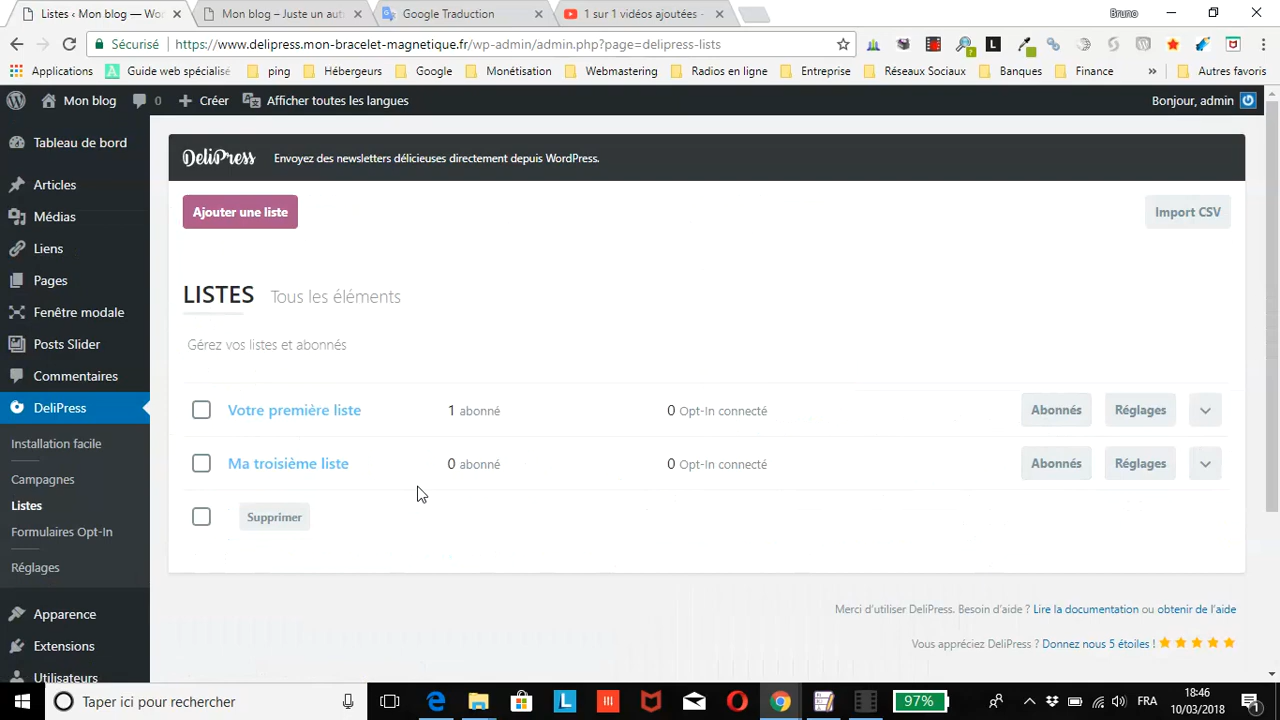 Listes ‹ Mon blog — Wor
Mon blog – Juste un aut
Google Traduction
1 sur 1 vidéos ajoutées -
Bruno
Sécurisé
https://www.delipress.mon-bracelet-magnetique.fr/wp-admin/admin.php?page=delipress-lists
Applications
Guide web spécialisé
ping
Hébergeurs
Google
Monétisation
Webmastering
Radios en ligne
Entreprise
Réseaux Sociaux
Banques
Finance
»
Autres favoris
Mon blog
0
Créer
Afficher toutes les langues
Bonjour, admin
Tableau de bord
Articles
Médias
Liens
Pages
Fenêtre modale
Posts Slider
Commentaires
DeliPress
Installation facile
Campagnes
Listes
Formulaires Opt-In
Réglages
Apparence
Extensions
Utilisateurs
DeliPress
Envoyez des newsletters délicieuses directement depuis WordPress.
Ajouter une liste
Import CSV
LISTES Tous les éléments
Gérez vos listes et abonnés
Votre première liste 1 abonné 0 Opt-In connecté Abonnés Réglages
Ma troisième liste 0 abonné 0 Opt-In connecté Abonnés Réglages
Supprimer
Merci d'utiliser DeliPress. Besoin d'aide ? Lire la documentation ou obtenir de l'aide
Vous appréciez DeliPress ? Donnez nous 5 étoiles !
Taper ici pour rechercher
97%
FRA
18:46
10/03/2018